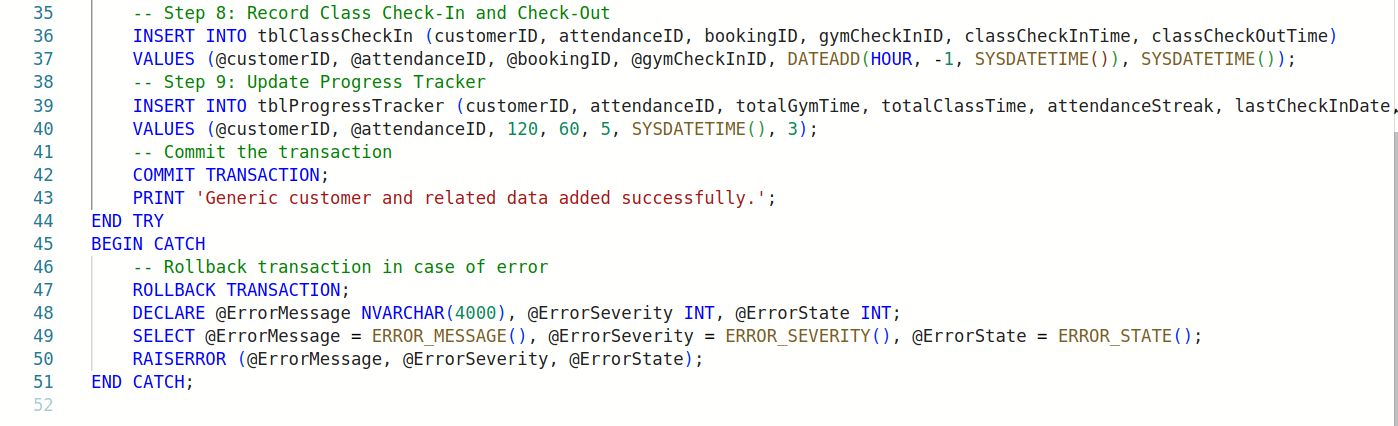 35 -- Step 8: Record Class Check-In and Check-Out
36 INSERT INTO tblClassCheckIn (customerID, attendanceID, bookingID, gymCheckInID, classCheckInTime, classCheckOutTime)
37 VALUES (@customerID, @attendanceID, @bookingID, @gymCheckInID, DATEADD(HOUR, -1, SYSDATETIME()), SYSDATETIME());
38 -- Step 9: Update Progress Tracker
39 INSERT INTO tblProgressTracker (customerID, attendanceID, totalGymTime, totalClassTime, attendanceStreak, lastCheckInDate,
40 VALUES (@customerID, @attendanceID, 120, 60, 5, SYSDATETIME(), 3);
41 -- Commit the transaction
42 COMMIT TRANSACTION;
43 PRINT 'Generic customer and related data added successfully.';
44 END TRY
45 BEGIN CATCH
46 -- Rollback transaction in case of error
47 ROLLBACK TRANSACTION;
48 DECLARE @ErrorMessage NVARCHAR(4000), @ErrorSeverity INT, @ErrorState INT;
49 SELECT @ErrorMessage = ERROR_MESSAGE(), @ErrorSeverity = ERROR_SEVERITY(), @ErrorState = ERROR_STATE();
50 RAISERROR (@ErrorMessage, @ErrorSeverity, @ErrorState);
51 END CATCH;
52